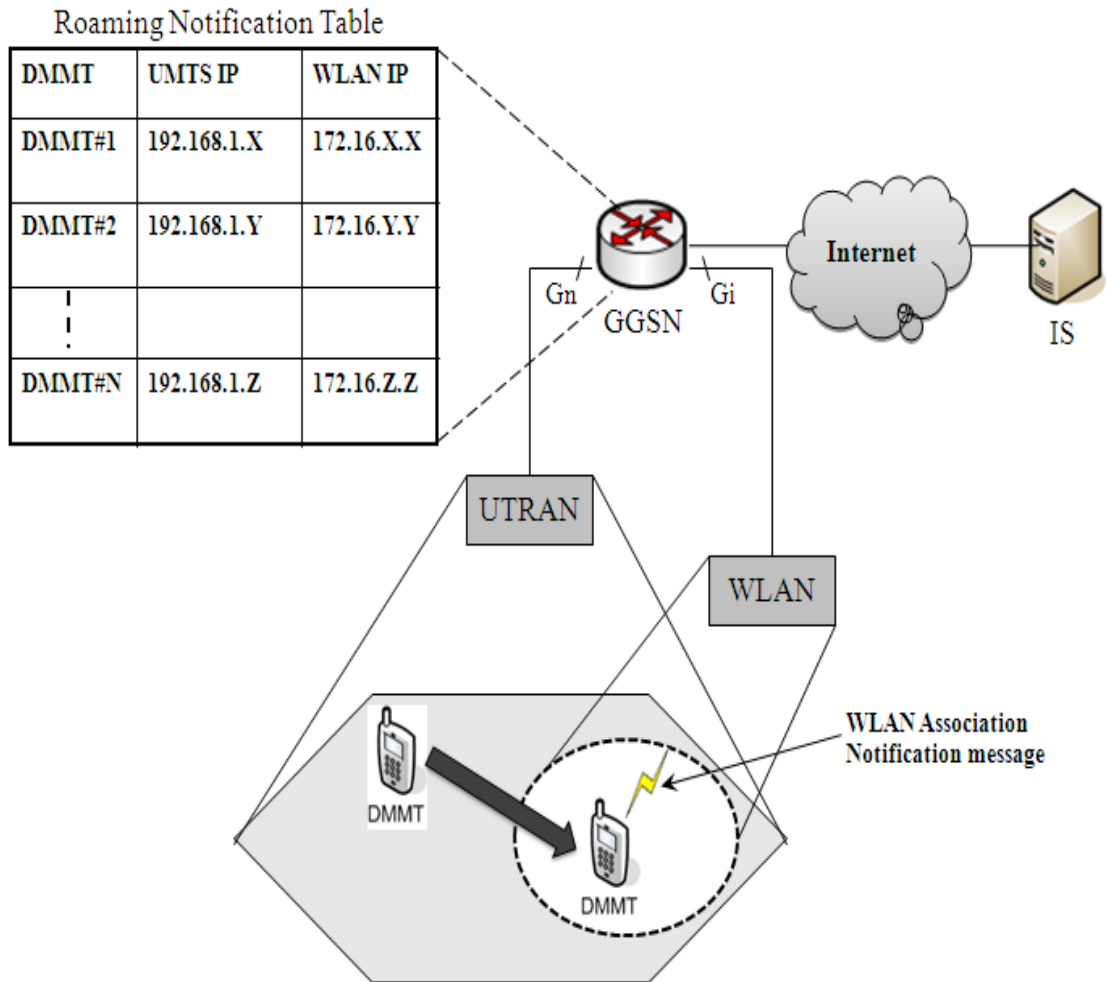 Roaming Notification Table
DMMT UMTS IP WLAN IP
DMMT#1 192.168.1.X 172.16.X.X
DMMT#2 192.168.1.Y 172.16.Y.Y
DMMT#N 192.168.1.Z 172.16.Z.Z
Gn
Gi
GGSN
Internet
IS
UTRAN
WLAN
WLAN Association
Notification message
DMMT
DMMT